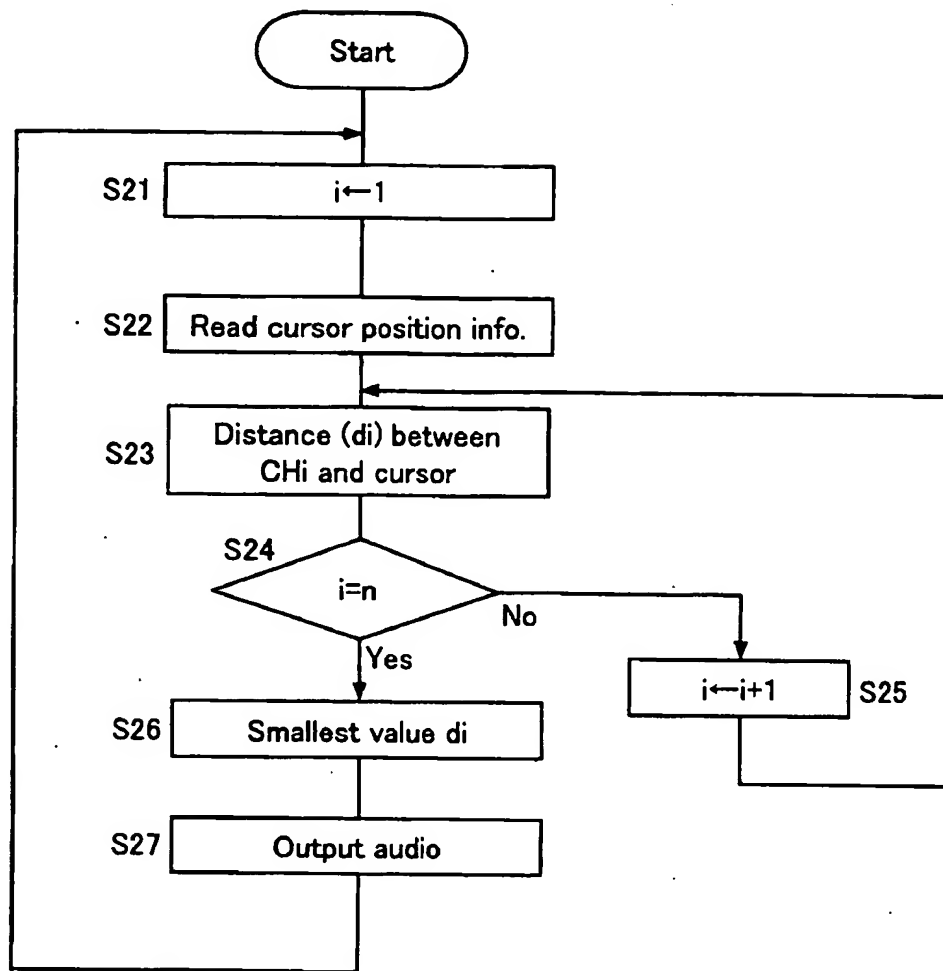 Start
S21
i←1
S22
Read cursor position info.
S23
Distance (di) between
CHi and cursor
S24
i=n
No
Yes
i←i+1
S25
S26
Smallest value di
S27
Output audio